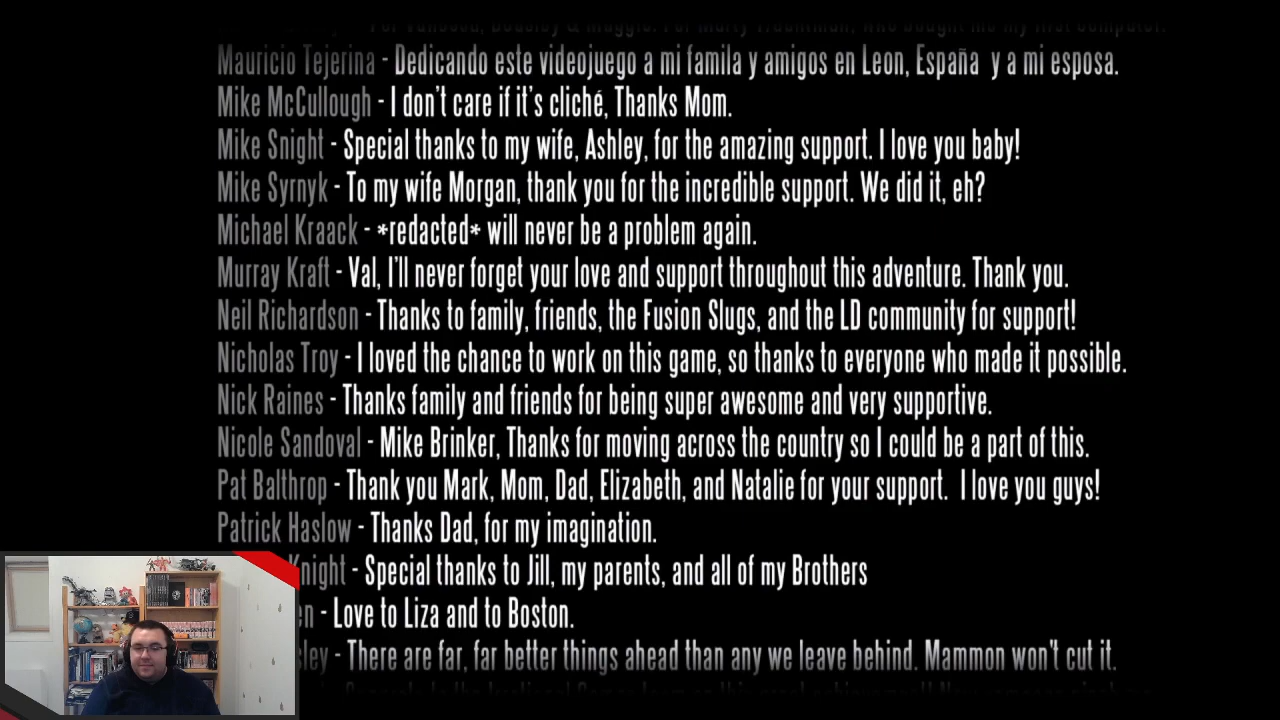 Mauricio Tejerina - Dedicando este videojuego a mi famila y amigos en Leon, España y a mi esposa.
Mike McCullough - I don't care if it's cliché, Thanks Mom.
Mike Snight - Special thanks to my wife, Ashley, for the amazing support. I love you baby!
Mike Syrnyk - To my wife Morgan, thank you for the incredible support. We did it, eh?
Michael Kraack - *redacted* will never be a problem again.
Murray Kraft - Val, I'll never forget your love and support throughout this adventure. Thank you.
Neil Richardson - Thanks to family, friends, the Fusion Slugs, and the LD community for support!
Nicholas Troy - I loved the chance to work on this game, so thanks to everyone who made it possible.
Nick Raines - Thanks family and friends for being super awesome and very supportive.
Nicole Sandoval - Mike Brinker, Thanks for moving across the country so I could be a part of this.
Pat Balthrop - Thank you Mark, Mom, Dad, Elizabeth, and Natalie for your support. I love you guys!
Patrick Haslow - Thanks Dad, for my imagination.
Knight - Special thanks to Jill, my parents, and all of my Brothers
- Love to Liza and to Boston.
- There are far, far better things ahead than any we leave behind. Mammon won't cut it.